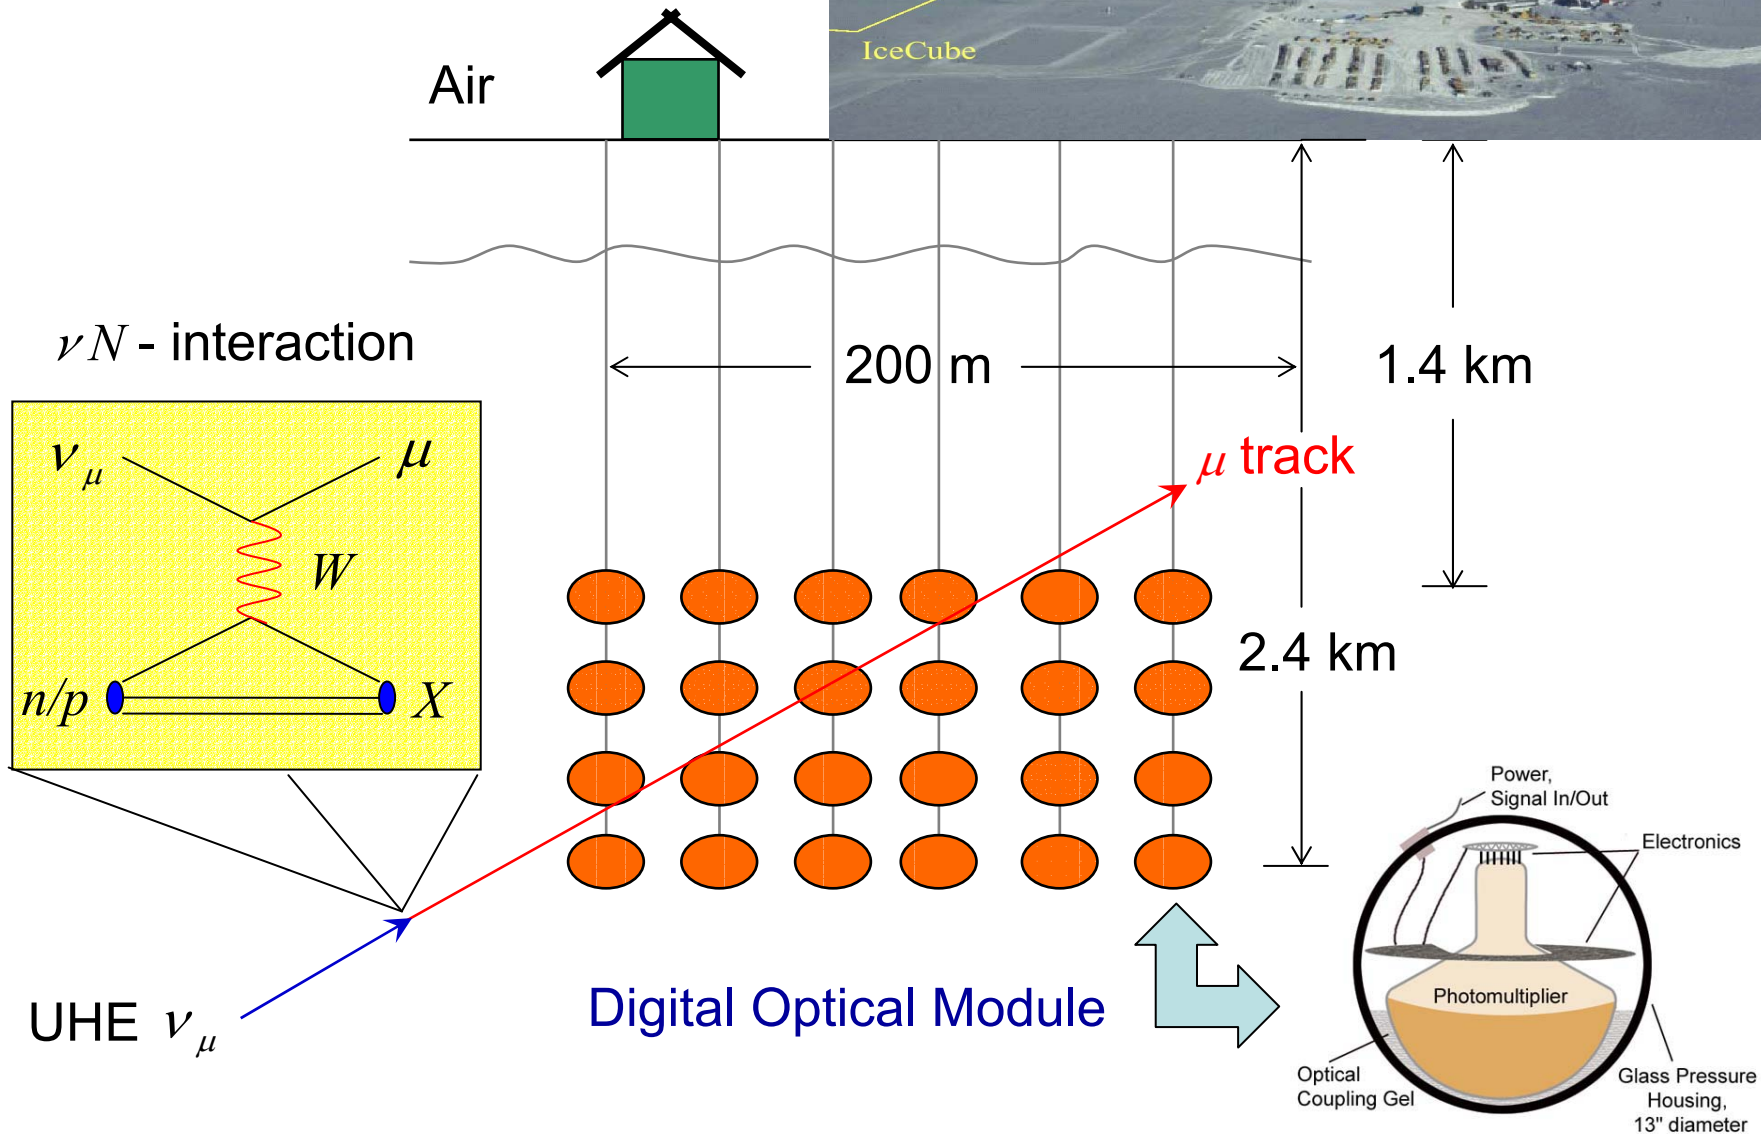 IceCube
Air
νN - interaction
200 m
1.4 km
ν_μ
μ
μ track
W
2.4 km
n/p
X
Power,
Signal In/Out
Electronics
Photomultiplier
Digital Optical Module
UHE ν_μ
Optical
Coupling Gel
Glass Pressure
Housing,
13" diameter